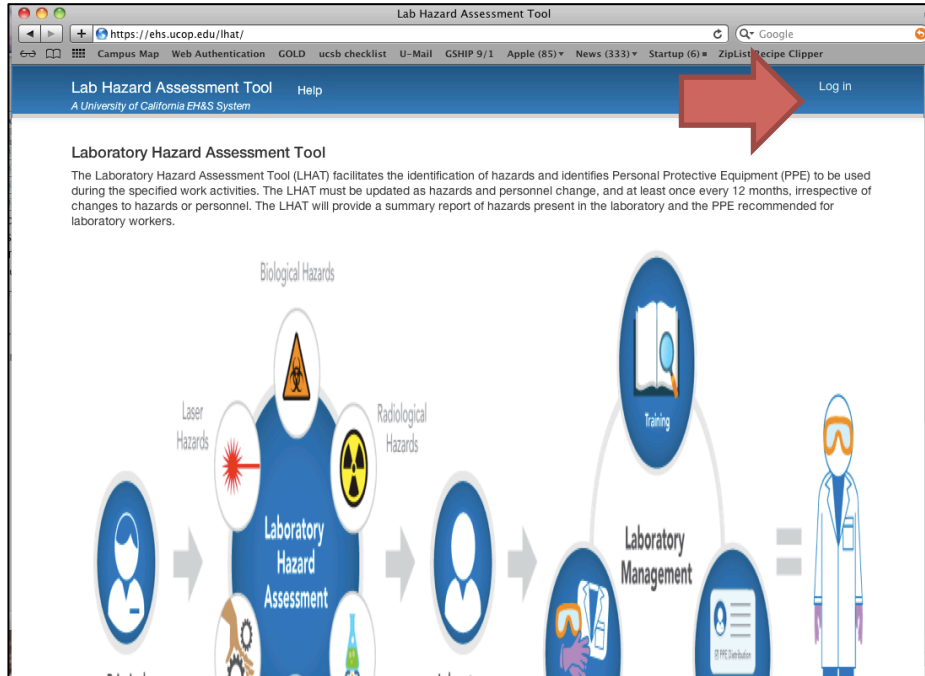 Lab Hazard Assessment Tool
https://ehs.ucop.edu/lhat/
Google
Campus Map Web Authentication GOLD ucsb checklist U-Mail GSHIP 9/1 Apple (85) News (333) Startup (6) ZipList Recipe Clipper
Lab Hazard Assessment Tool Help Log in
A University of California EH&S System
Laboratory Hazard Assessment Tool
The Laboratory Hazard Assessment Tool (LHAT) facilitates the identification of hazards and identifies Personal Protective Equipment (PPE) to be used
during the specified work activities. The LHAT must be updated as hazards and personnel change, and at least once every 12 months, irrespective of
changes to hazards or personnel. The LHAT will provide a summary report of hazards present in the laboratory and the PPE recommended for
laboratory workers.
Biological Hazards
Laser
Hazards
Radiological
Hazards
Training
Laboratory
Hazard
Assessment
Laboratory
Management
PPE Distribution